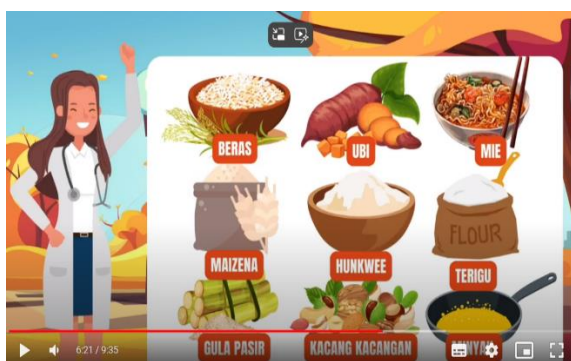 BERAS
UBI
MIE
MAIZENA
HUNKWEE
FLOUR
TERIGU
GULA PASIR
KACANG KACANGAN
6:21 / 9:35